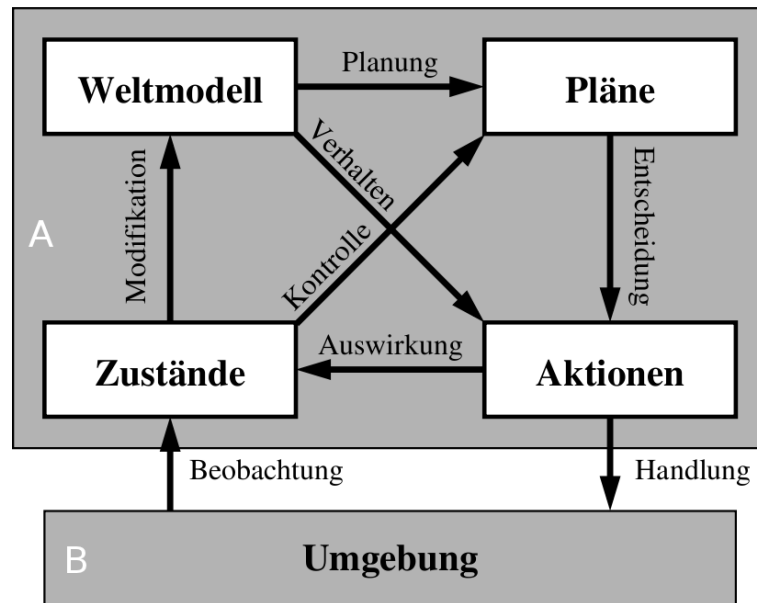 Weltmodell
Planung
Pläne
Modifikation
Verhalten
Kontrolle
Entscheidung
A
Zustände
Auswirkung
Aktionen
Beobachtung
Handlung
B
Umgebung